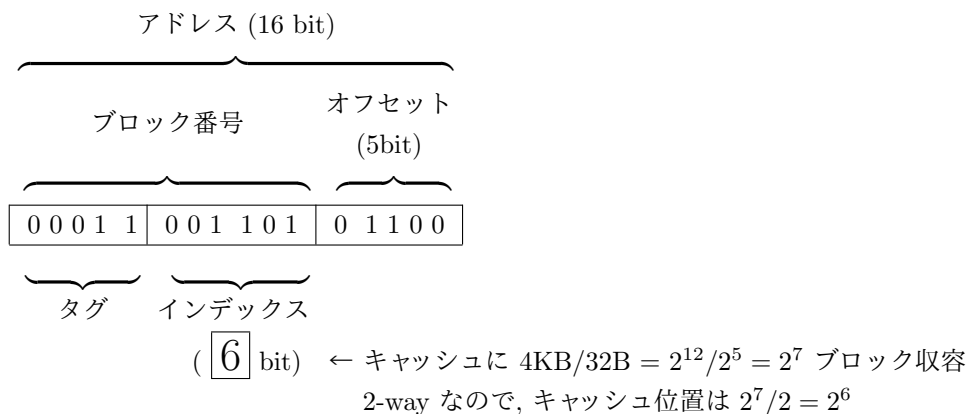 アドレス (16 bit)
ブロック番号
オフセット
(5bit)
0 0 0 1 1 0 0 1 1 0 1 0 1 1 0 0
タグ インデックス
( 6 bit) ← キャッシュに 4KB/32B = 2^12/2^5 = 2^7 ブロック収容
2-way なので, キャッシュ位置は 2^7/2 = 2^6